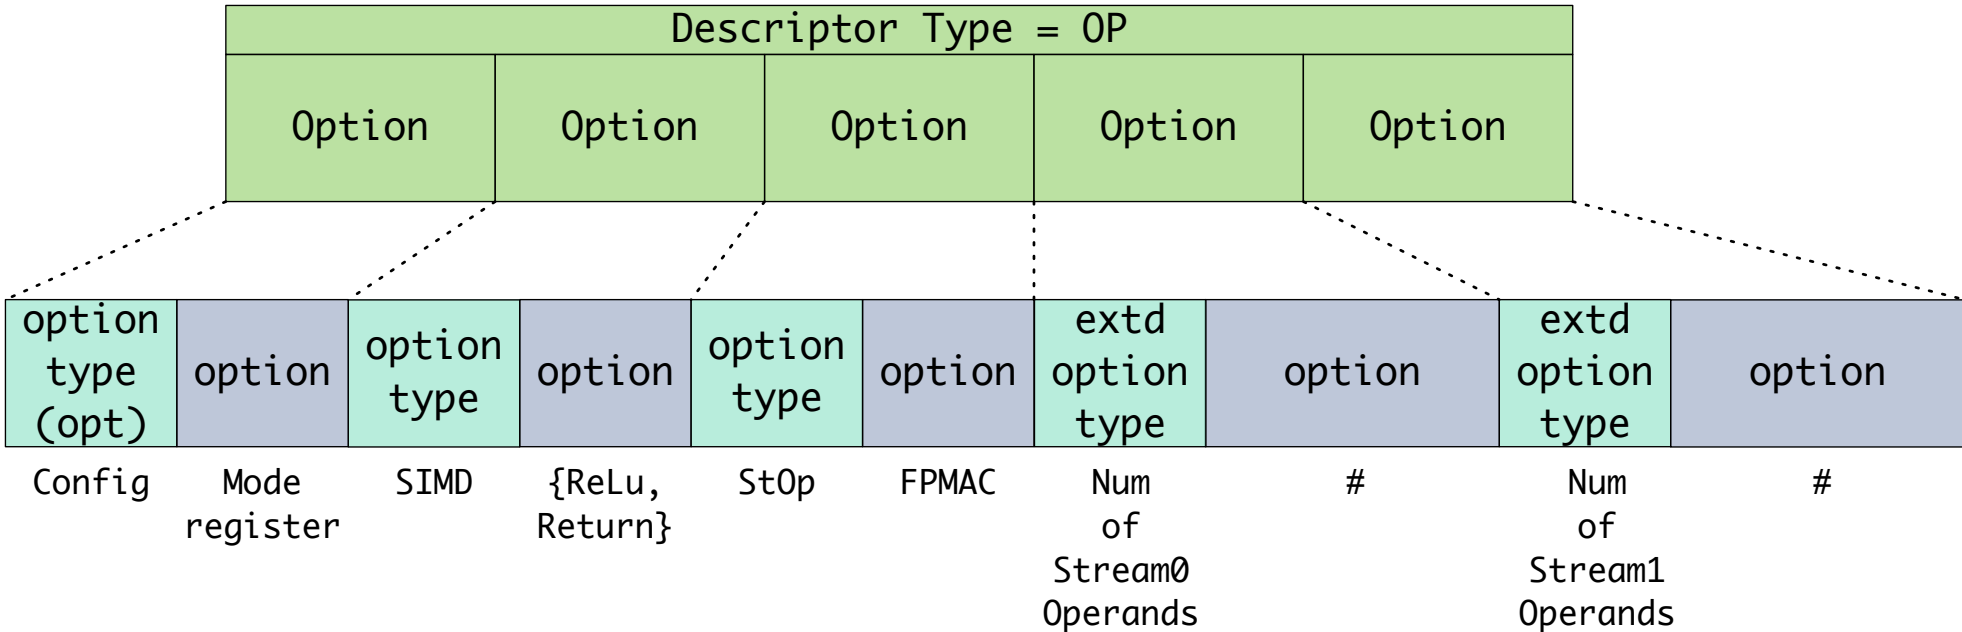 Descriptor Type = OP
Option Option Option Option Option
option type (opt)
option
option type
option
option type
option
extd option type
option
extd option type
option
Config
Mode register
SIMD
{ReLu, Return}
StOp
FPMAC
Num of Stream0 Operands
#
Num of Stream1 Operands
#